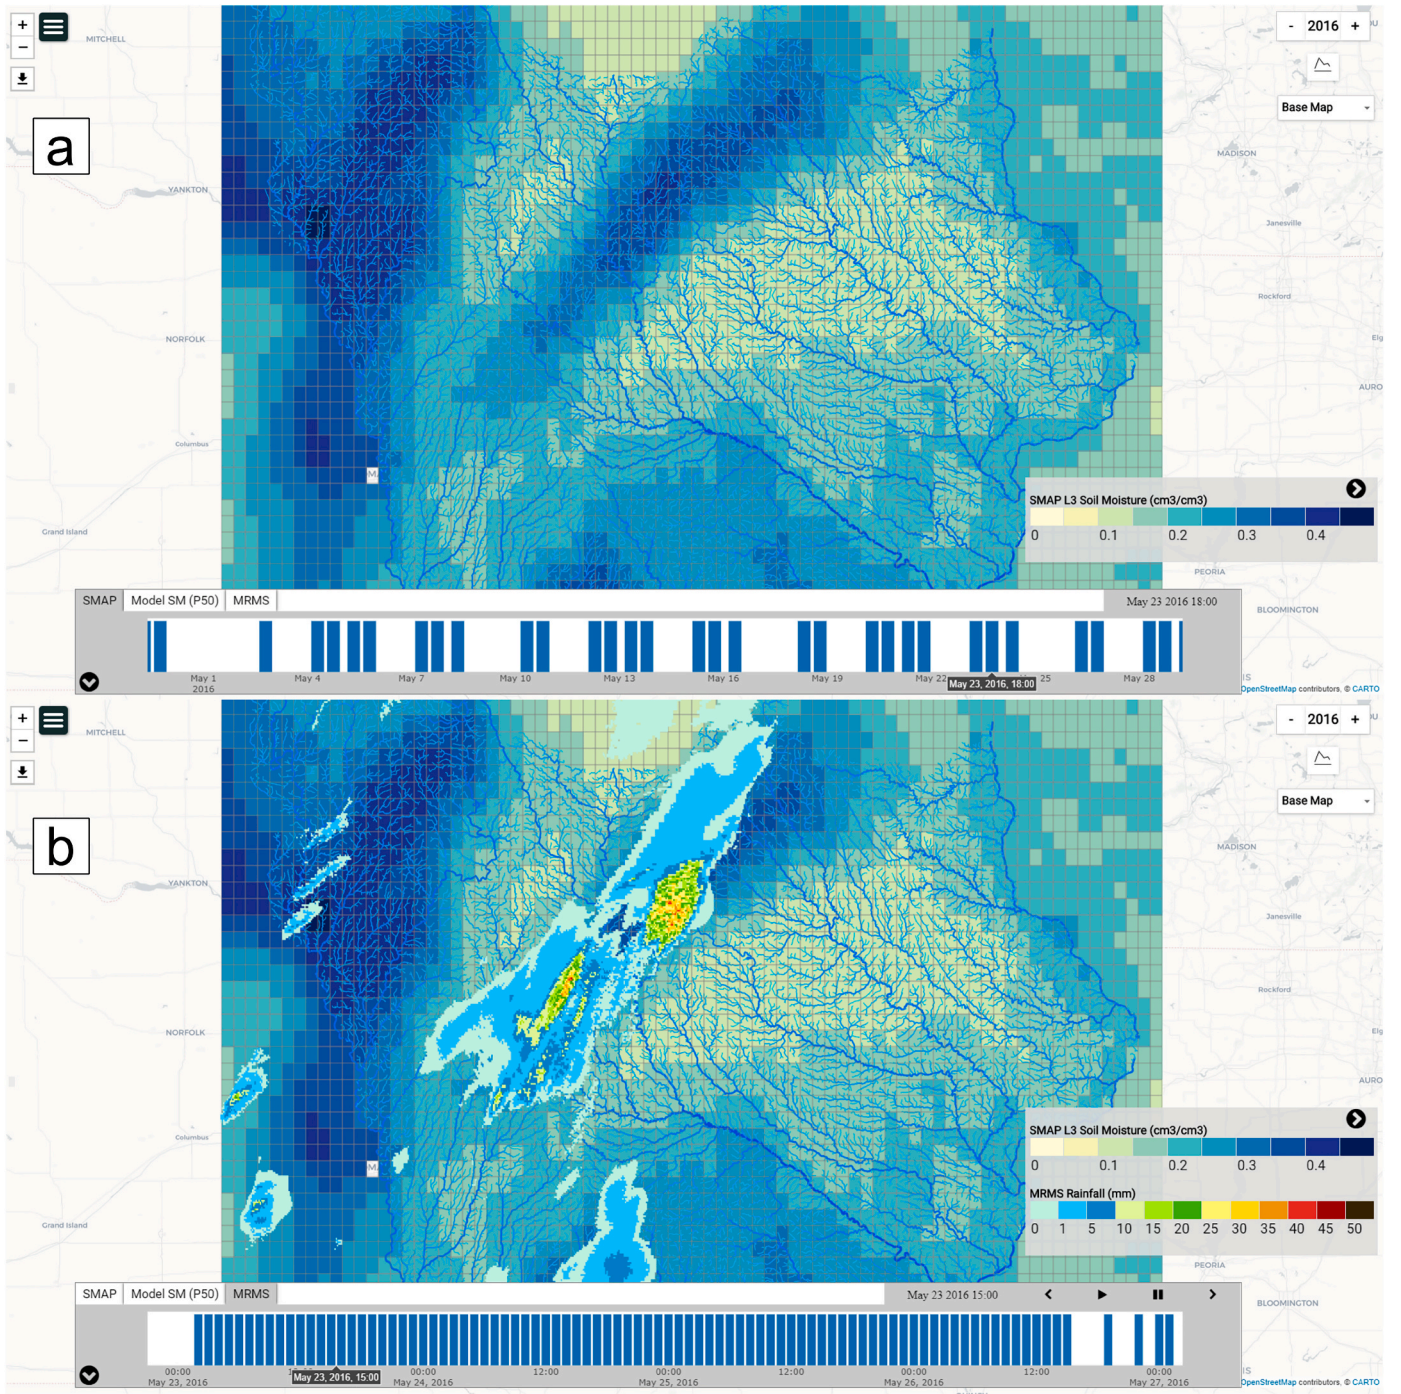 +
−
MITCHELL
- 2016 +
Base Map
a
MADISON
YANKTON
Janesville
Rockford
NORFOLK
AURO
Columbus
M
SMAP L3 Soil Moisture (cm3/cm3)
0 0.1 0.2 0.3 0.4
Grand Island
PEORIA
SMAP Model SM (P50) MRMS May 23 2016 18:00
BLOOMINGTON
May 1 May 4 May 7 May 10 May 13 May 16 May 19 May 22 25 May 28
2016
May 23, 2016, 18:00
OpenStreetMap contributors, © CARTO
+
−
MITCHELL
- 2016 +
Base Map
b
MADISON
YANKTON
Janesville
Rockford
NORFOLK
AURO
Columbus
M
SMAP L3 Soil Moisture (cm3/cm3)
0 0.1 0.2 0.3 0.4
MRMS Rainfall (mm)
0 1 5 10 15 20 25 30 35 40 45 50
Grand Island
PEORIA
SMAP Model SM (P50) MRMS May 23 2016 15:00
BLOOMINGTON
00:00 00:00 12:00 00:00 12:00 00:00 12:00 00:00
May 23, 2016 May 24, 2016 May 25, 2016 May 26, 2016 May 27, 2016
May 23, 2016, 15:00
OpenStreetMap contributors, © CARTO